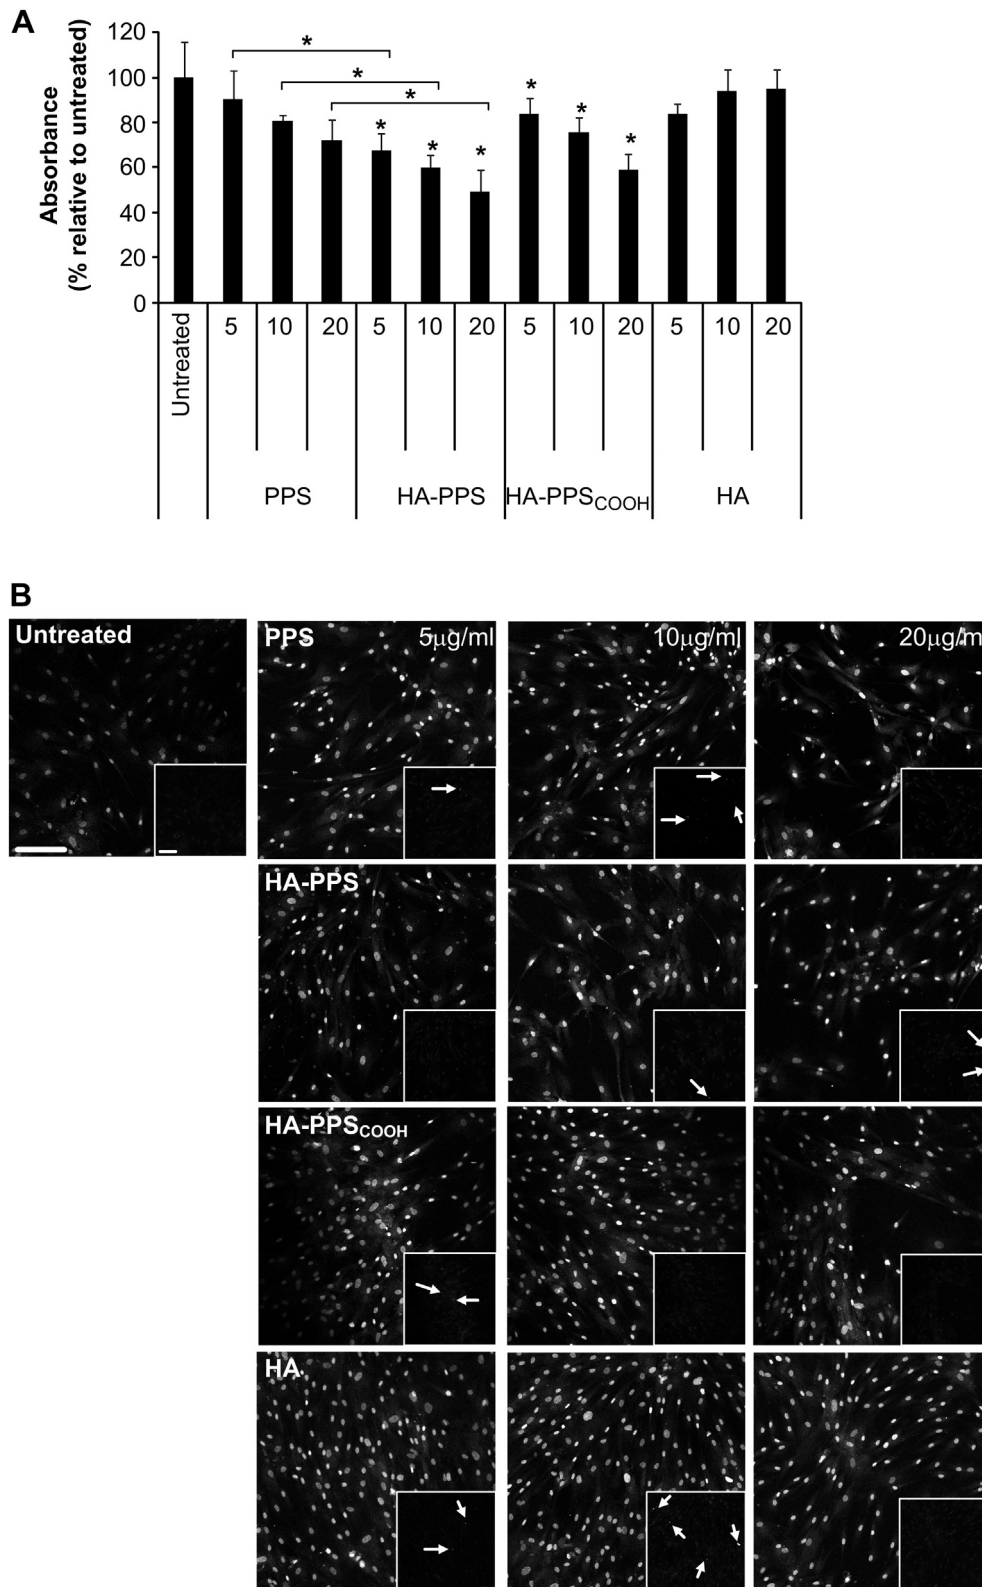 A
Absorbance
(% relative to untreated)
120
100
80
60
40
20
0
* * * * * * * * *
Untreated 5 10 20 5 10 20 5 10 20 5 10 20
PPS HA-PPS HA-PPSCOOH HA
B
Untreated PPS 5μg/ml 10μg/ml 20μg/m
HA-PPS
HA-PPSCOOH
HA